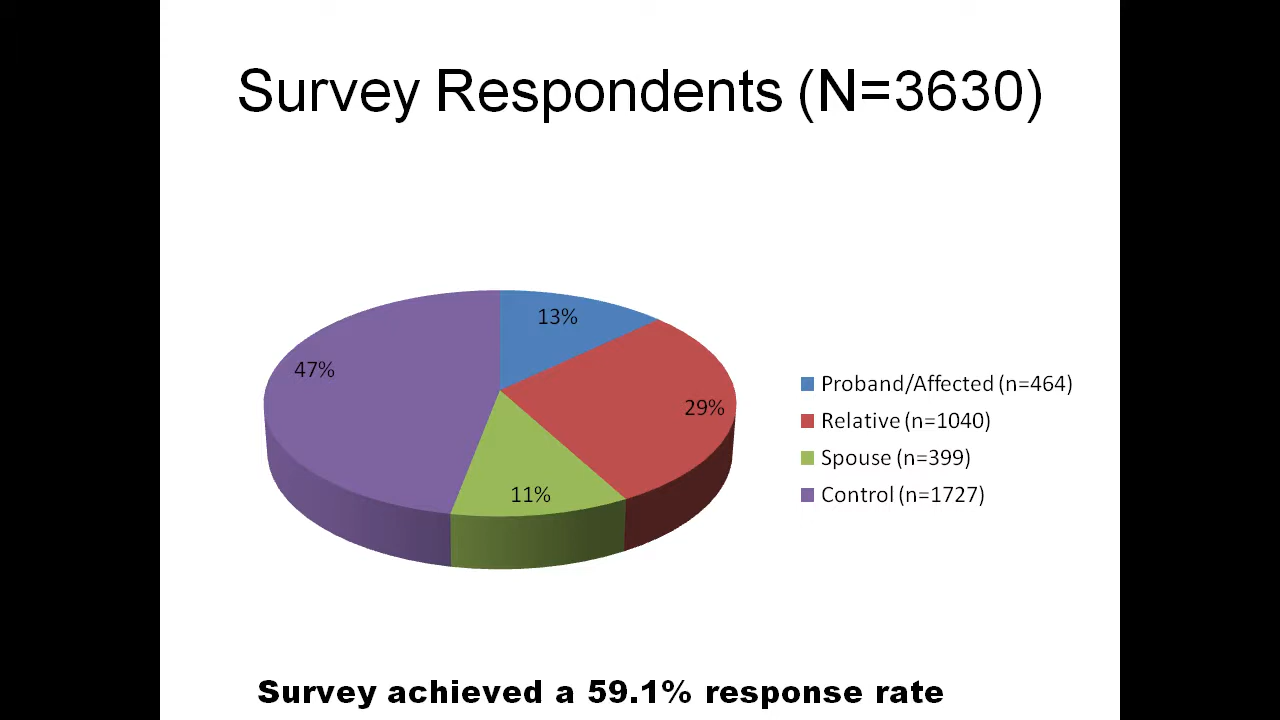 Survey Respondents (N=3630)
13%
47%
29%
11%
Proband/Affected (n=464)
Relative (n=1040)
Spouse (n=399)
Control (n=1727)
Survey achieved a 59.1% response rate